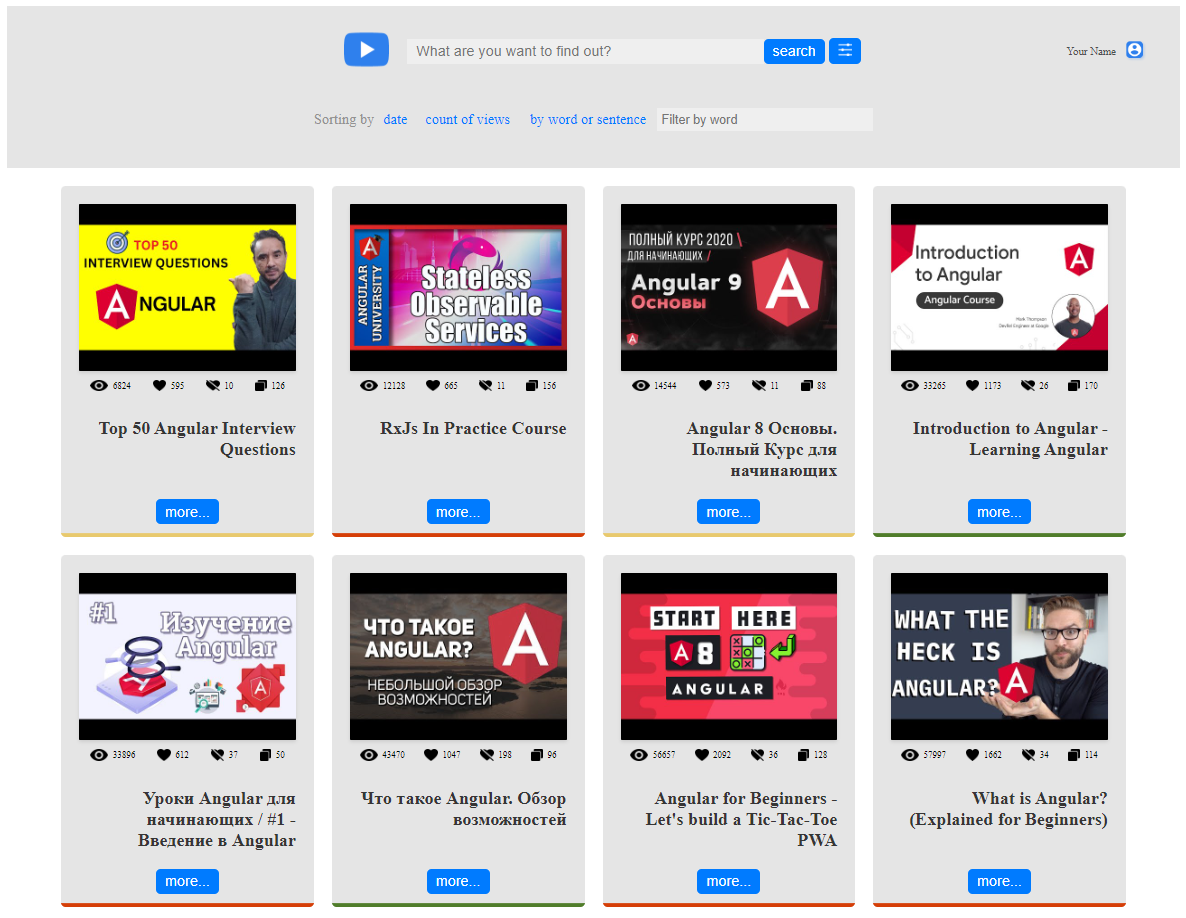 What are you want to find out?
search
Your Name
Sorting by date count of views by word or sentence Filter by word
TOP 50
INTERVIEW QUESTIONS
A NGULAR
6824 595 10 126
Top 50 Angular Interview
Questions
more...
ANGULAR
UNIVERSITY
Stateless
Observable
Services
12128 665 11 156
RxJs In Practice Course
more...
ПОЛНЫЙ КУРС 2020
ДЛЯ НАЧИНАЮЩИХ
Angular 9
Основы
A
14544 573 11 88
Angular 8 Основы.
Полный Курс для
начинающих
more...
Introduction
to Angular
Angular Course
A
Mark Thompson
DevRel Engineer at Google
33265 1173 26 170
Introduction to Angular -
Learning Angular
more...
#1
Изучение
Angular
A
33896 612 37 50
Уроки Angular для
начинающих / #1 -
Введение в Angular
more...
ЧТО ТАКОЕ
ANGULAR?
A
НЕБОЛЬШОЙ ОБЗОР
ВОЗМОЖНОСТЕЙ
43470 1047 198 96
Что такое Angular. Обзор
возможностей
more...
START HERE
A 8
ANGULAR
56657 2092 36 128
Angular for Beginners -
Let's build a Tic-Tac-Toe
PWA
more...
WHAT THE
HECK IS
ANGULAR?
A
57997 1662 34 114
What is Angular?
(Explained for Beginners)
more...